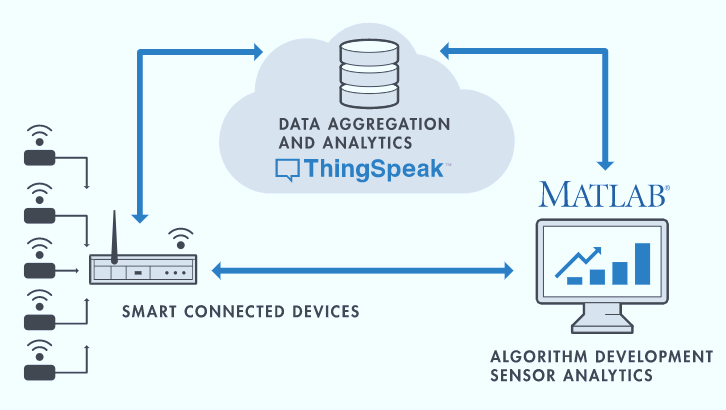 DATA AGGREGATION
AND ANALYTICS
ThingSpeak™
MATLAB®
SMART CONNECTED DEVICES
ALGORITHM DEVELOPMENT
SENSOR ANALYTICS